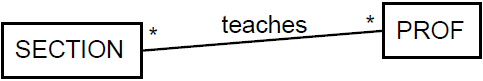 teaches
* *
SECTION
PROF